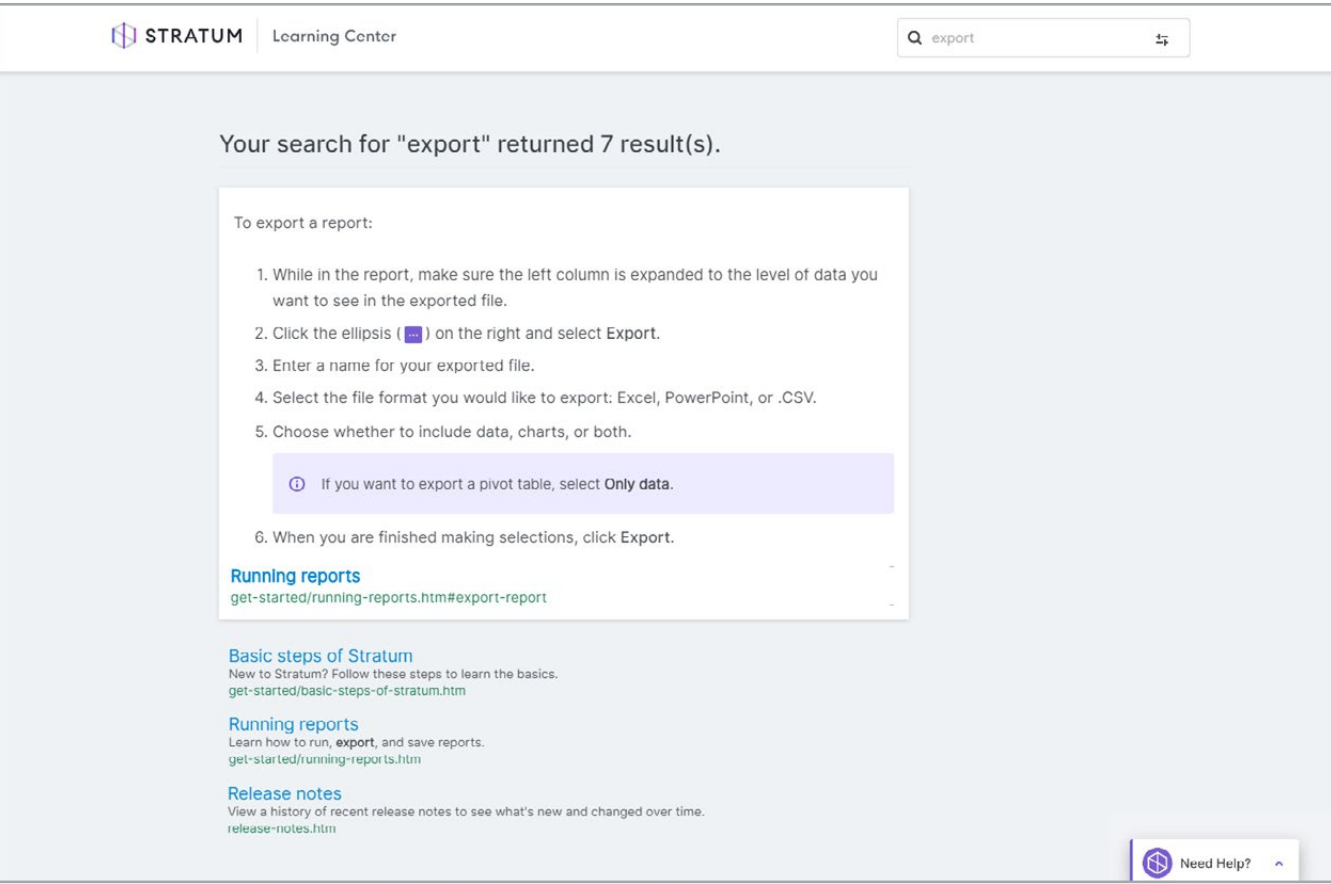 STRATUM
Learning Center
export
Your search for "export" returned 7 result(s).
To export a report:
1. While in the report, make sure the left column is expanded to the level of data you
want to see in the exported file.
2. Click the ellipsis ( ... ) on the right and select Export.
3. Enter a name for your exported file.
4. Select the file format you would like to export: Excel, PowerPoint, or .CSV.
5. Choose whether to include data, charts, or both.
If you want to export a pivot table, select Only data.
6. When you are finished making selections, click Export.
Running reports
get-started/running-reports.htm#export-report
Basic steps of Stratum
New to Stratum? Follow these steps to learn the basics.
get-started/basic-steps-of-stratum.htm
Running reports
Learn how to run, export, and save reports.
get-started/running-reports.htm
Release notes
View a history of recent release notes to see what's new and changed over time.
release-notes.htm
Need Help?